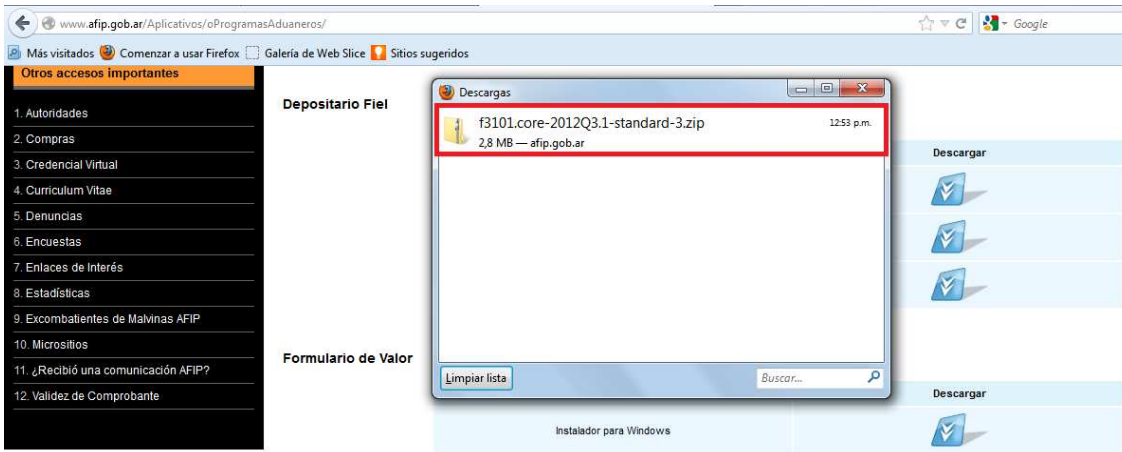 www.afip.gob.ar/Aplicativos/oProgramasAduaneros/
Google
Más visitados Comenzar a usar Firefox Galería de Web Slice Sitios sugeridos
Otros accesos importantes
1. Autoridades
2. Compras
3. Credencial Virtual
4. Curriculum Vitae
5. Denuncias
6. Encuestas
7. Enlaces de Interés
8. Estadísticas
9. Excombatientes de Malvinas AFIP
10. Micrositios
11. ¿Recibió una comunicación AFIP?
12. Validez de Comprobante
Depositario Fiel
Descargas
f3101.core-2012Q3.1-standard-3.zip
12:53 p.m.
2,8 MB — afip.gob.ar
Limpiar lista
Buscar...
Descargar
Formulario de Valor
Descargar
Instalador para Windows